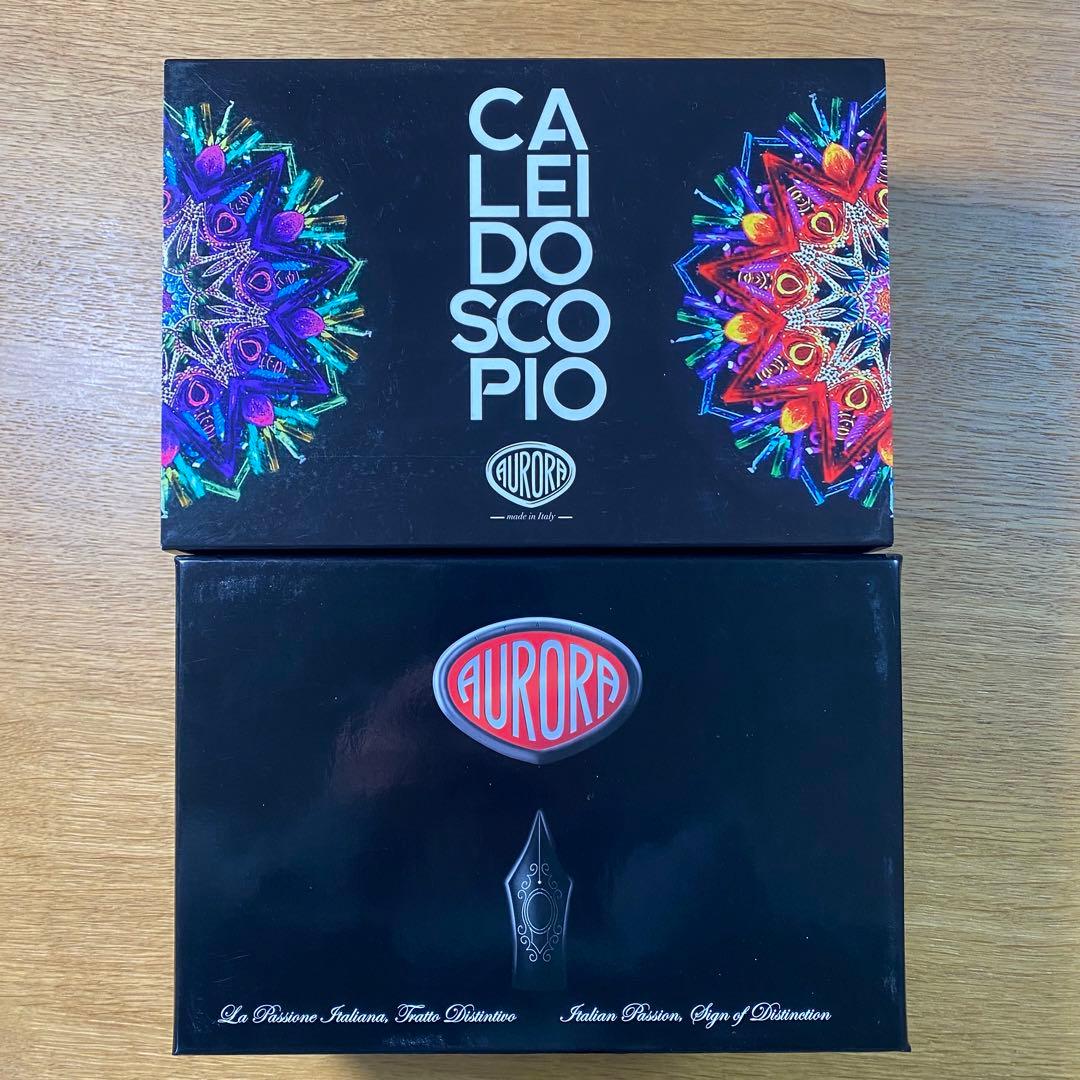 CA
LEI
DO
SCO
PIO
AURORA
made in Italy
AURORA
La Passione Italiana, Tratto Distintivo
Italian Passion, Sign of Distinction